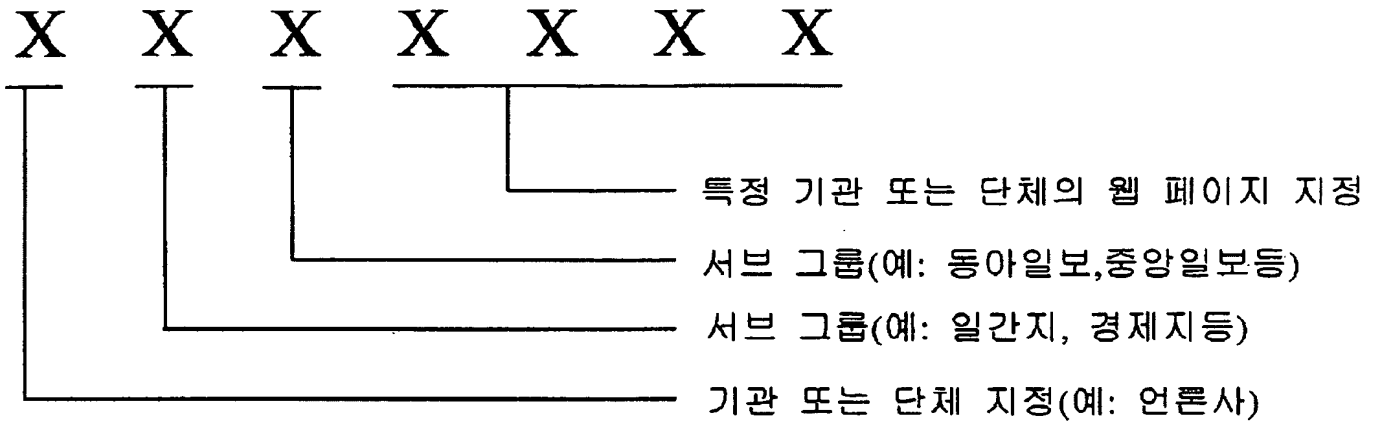 X X X X X X X
특정 기관 또는 단체의 웹 페이지 지정
서브 그룹(예: 동아일보,중앙일보등)
서브 그룹(예: 일간지, 경제지등)
기관 또는 단체 지정(예: 언론사)